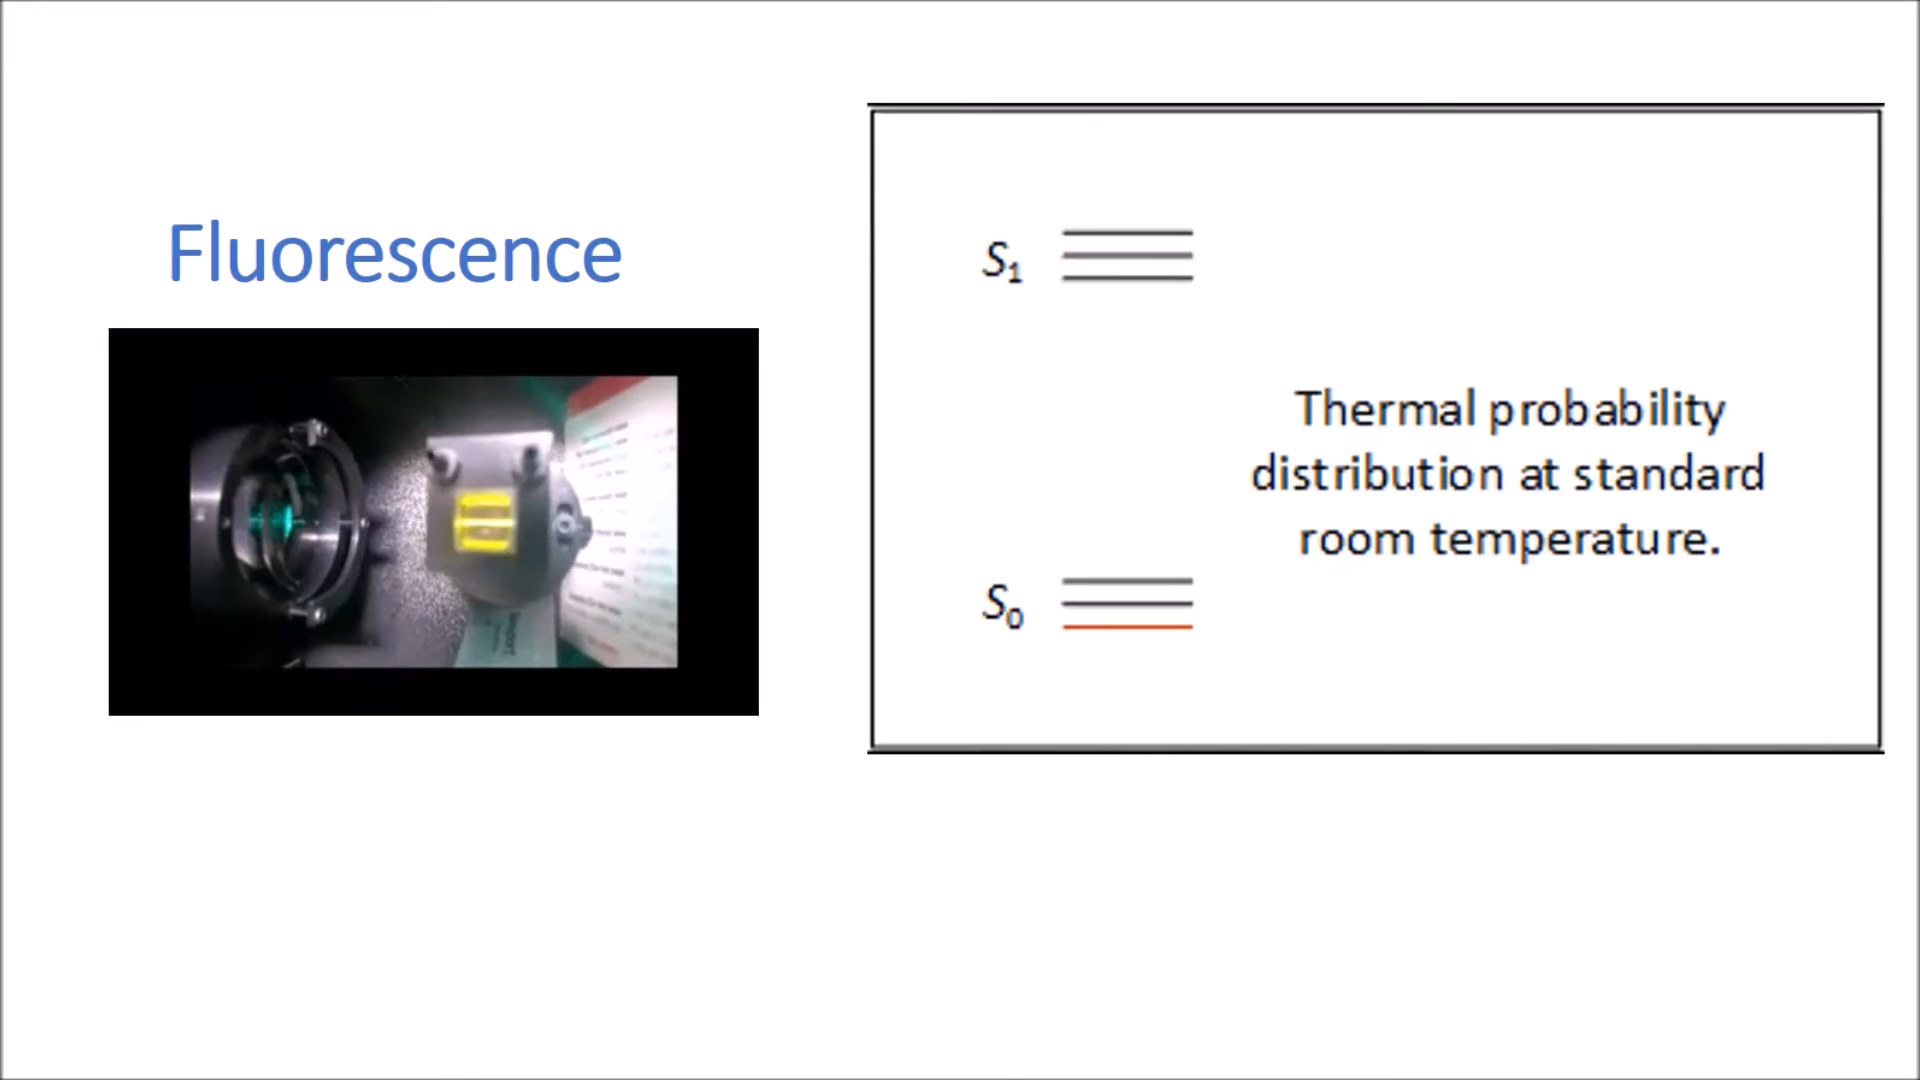 Fluorescence
S1
Thermal probability
distribution at standard
room temperature.
S0